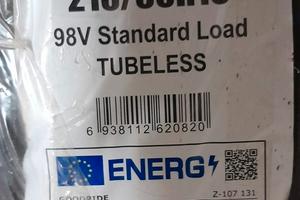 98V Standard Load
TUBELESS
6 938112 620820
ENERG
Z-107 131